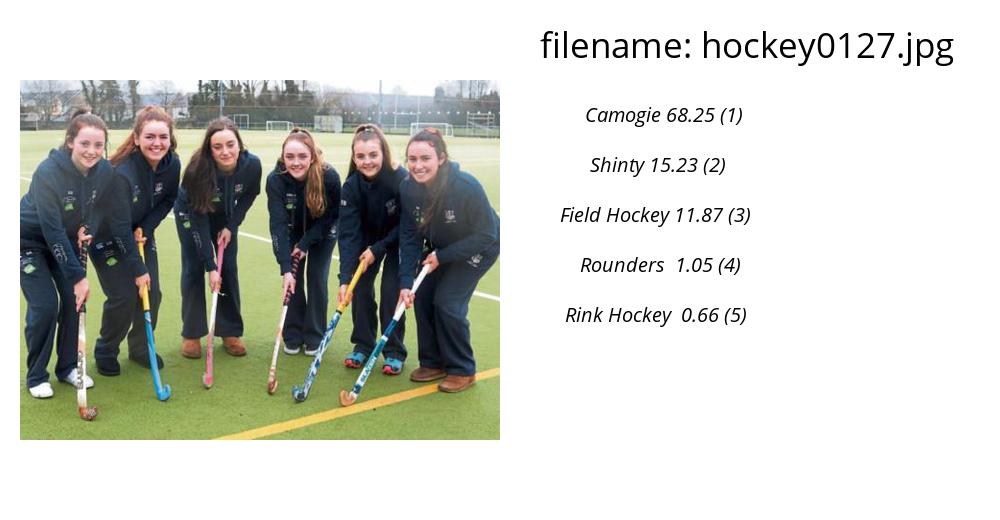 filename: hockey0127.jpg
Camogie 68.25 (1)
Shinty 15.23 (2)
Field Hockey 11.87 (3)
Rounders 1.05 (4)
Rink Hockey 0.66 (5)